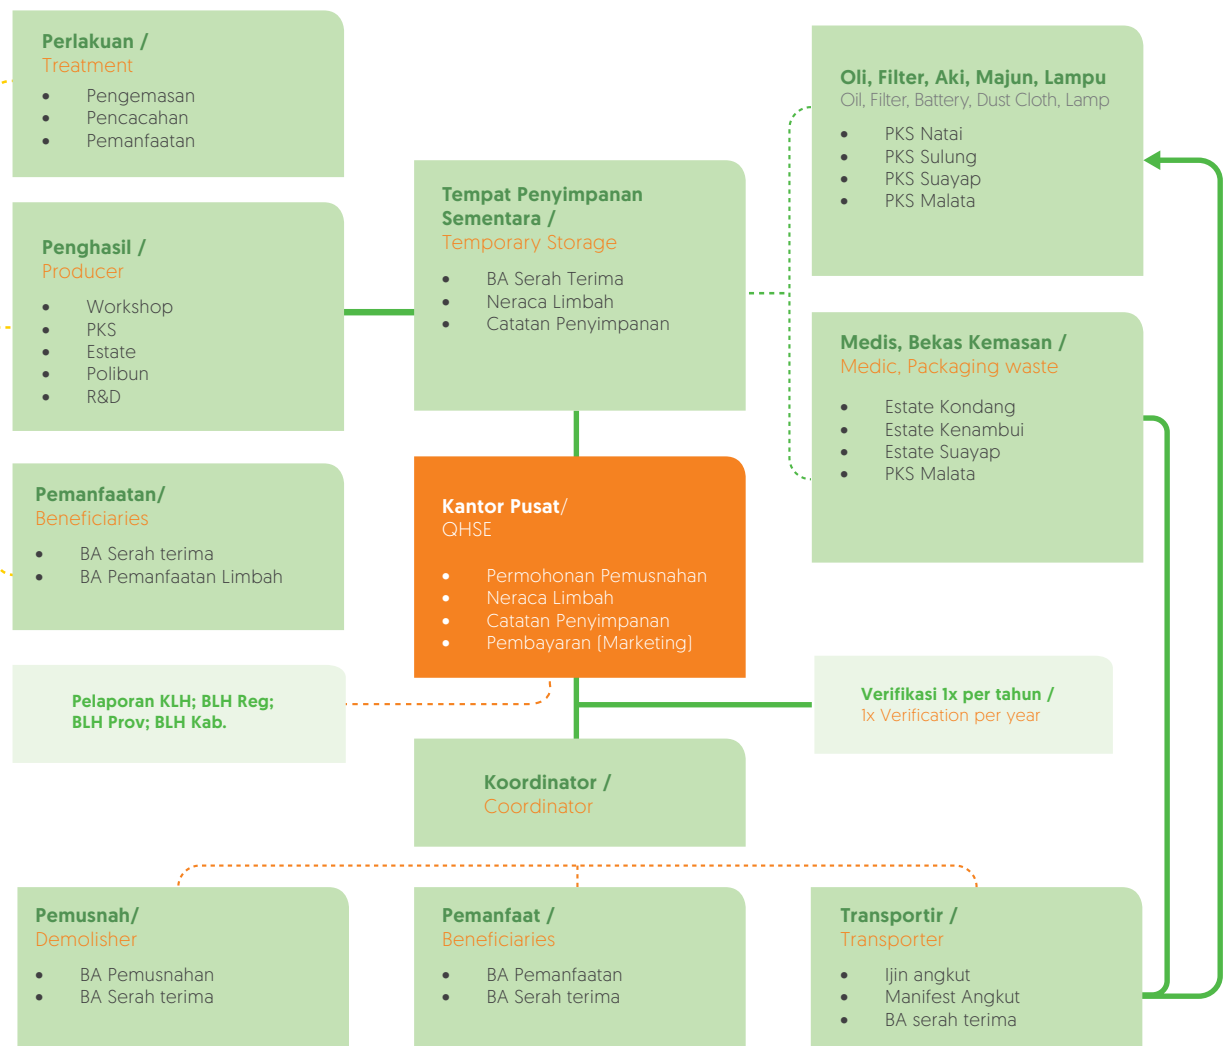 Perlakuan /
Treatment
• Pengemasan
• Pencacahan
• Pemanfaatan
Penghasil /
Producer
• Workshop
• PKS
• Estate
• Polibun
• R&D
Pemanfaatan/
Beneficiaries
• BA Serah terima
• BA Pemanfaatan Limbah
Pelaporan KLH; BLH Reg;
BLH Prov; BLH Kab.
Tempat Penyimpanan
Sementara /
Temporary Storage
• BA Serah Terima
• Neraca Limbah
• Catatan Penyimpanan
Kantor Pusat/
QHSE
• Permohonan Pemusnahan
• Neraca Limbah
• Catatan Penyimpanan
• Pembayaran (Marketing)
Koordinator /
Coordinator
Oli, Filter, Aki, Majun, Lampu
Oil, Filter, Battery, Dust Cloth, Lamp
• PKS Natai
• PKS Sulung
• PKS Suayap
• PKS Malata
Medis, Bekas Kemasan /
Medic, Packaging waste
• Estate Kondang
• Estate Kenambui
• Estate Suayap
• PKS Malata
Verifikasi 1x per tahun /
1x Verification per year
Pemusnah/
Demolisher
• BA Pemusnahan
• BA Serah terima
Pemanfaat /
Beneficiaries
• BA Pemanfaatan
• BA Serah terima
Transportir /
Transporter
• Ijin angkut
• Manifest Angkut
• BA serah terima